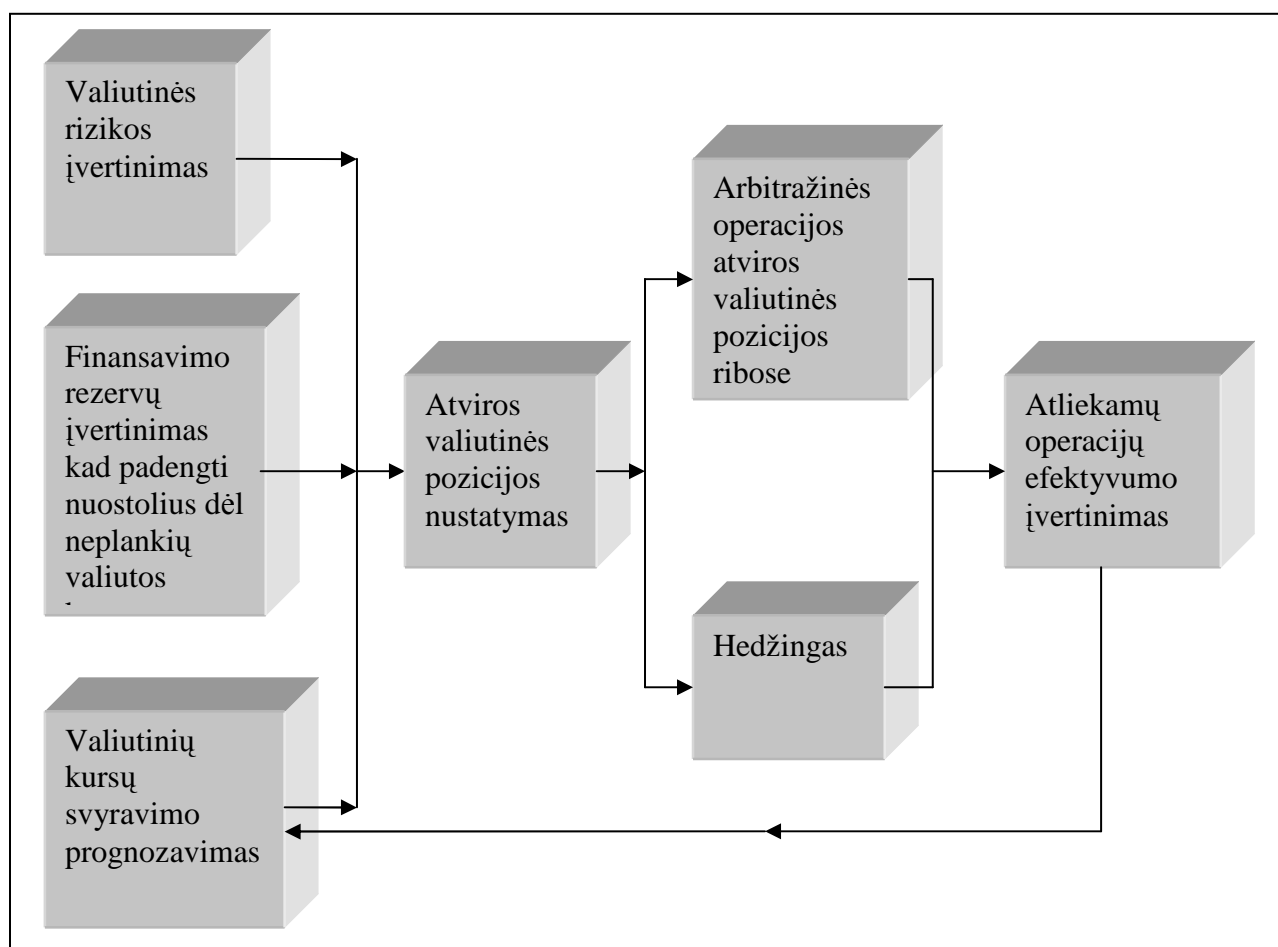 Valiutinės
rizikos
įvertinimas
Finansavimo
rezervų
įvertinimas
kad padengti
nuostolius dėl
neplankių
valiutos
Valiutinių
kursų
svyravimo
prognozavimas
Atviros
valiutinės
pozicijos
nustatymas
Arbitražinės
operacijos
atviros
valiutinės
pozicijos
ribose
Hedžingas
Atliekamų
operacijų
efektyvumo
įvertinimas